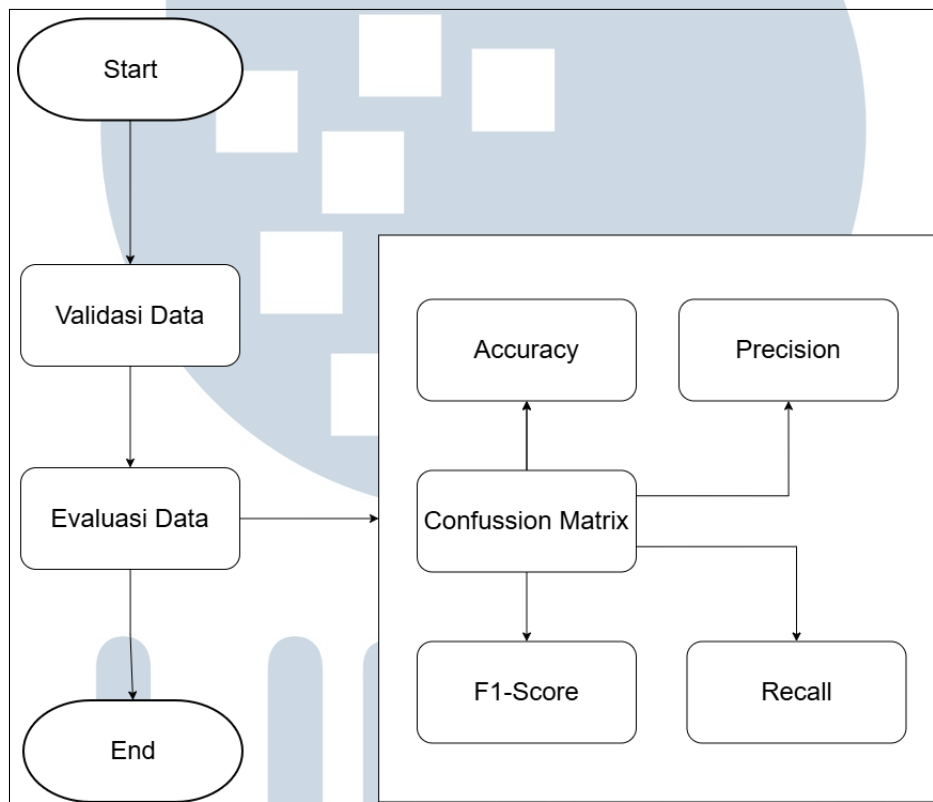 Start
Validasi Data
Evaluasi Data
End
Accuracy
Precision
Confussion Matrix
F1-Score
Recall